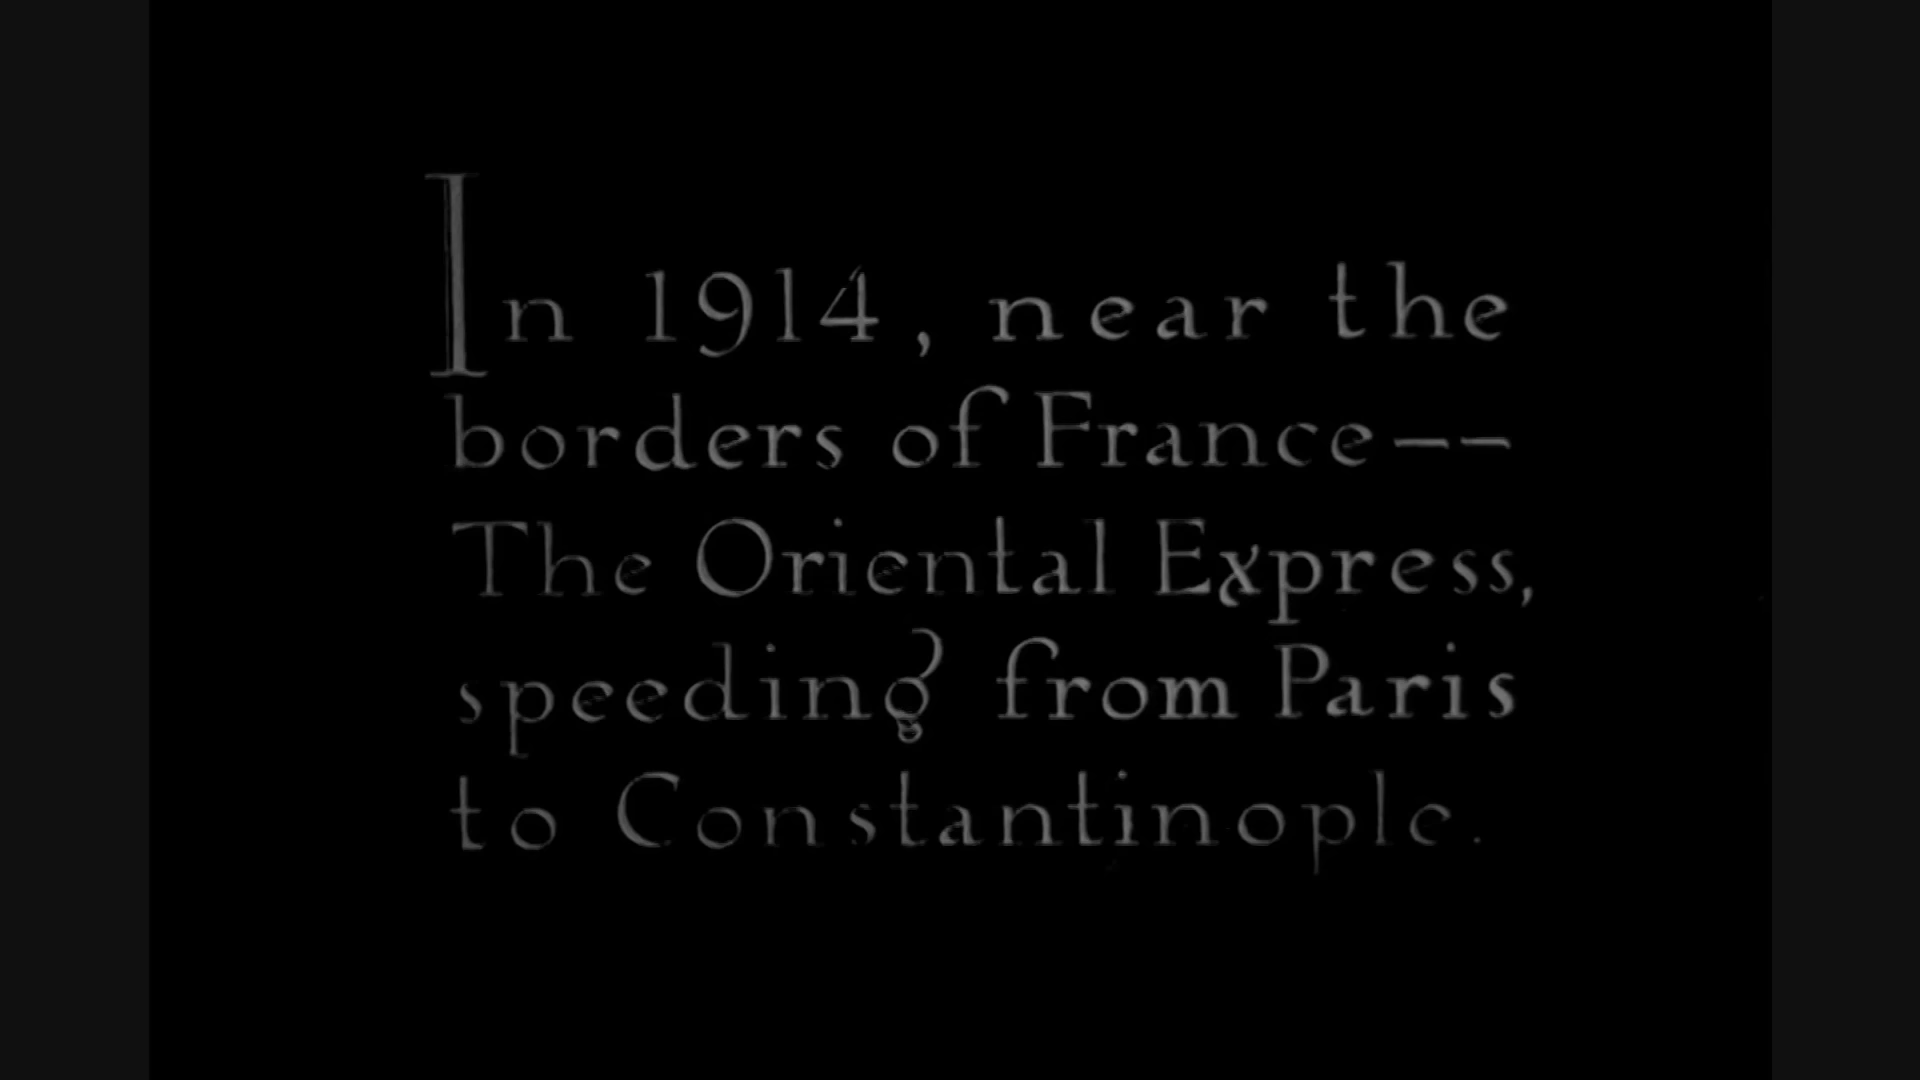 In 1914, near the
borders of France--
The Oriental Express,
speeding from Paris
to Constantinople.